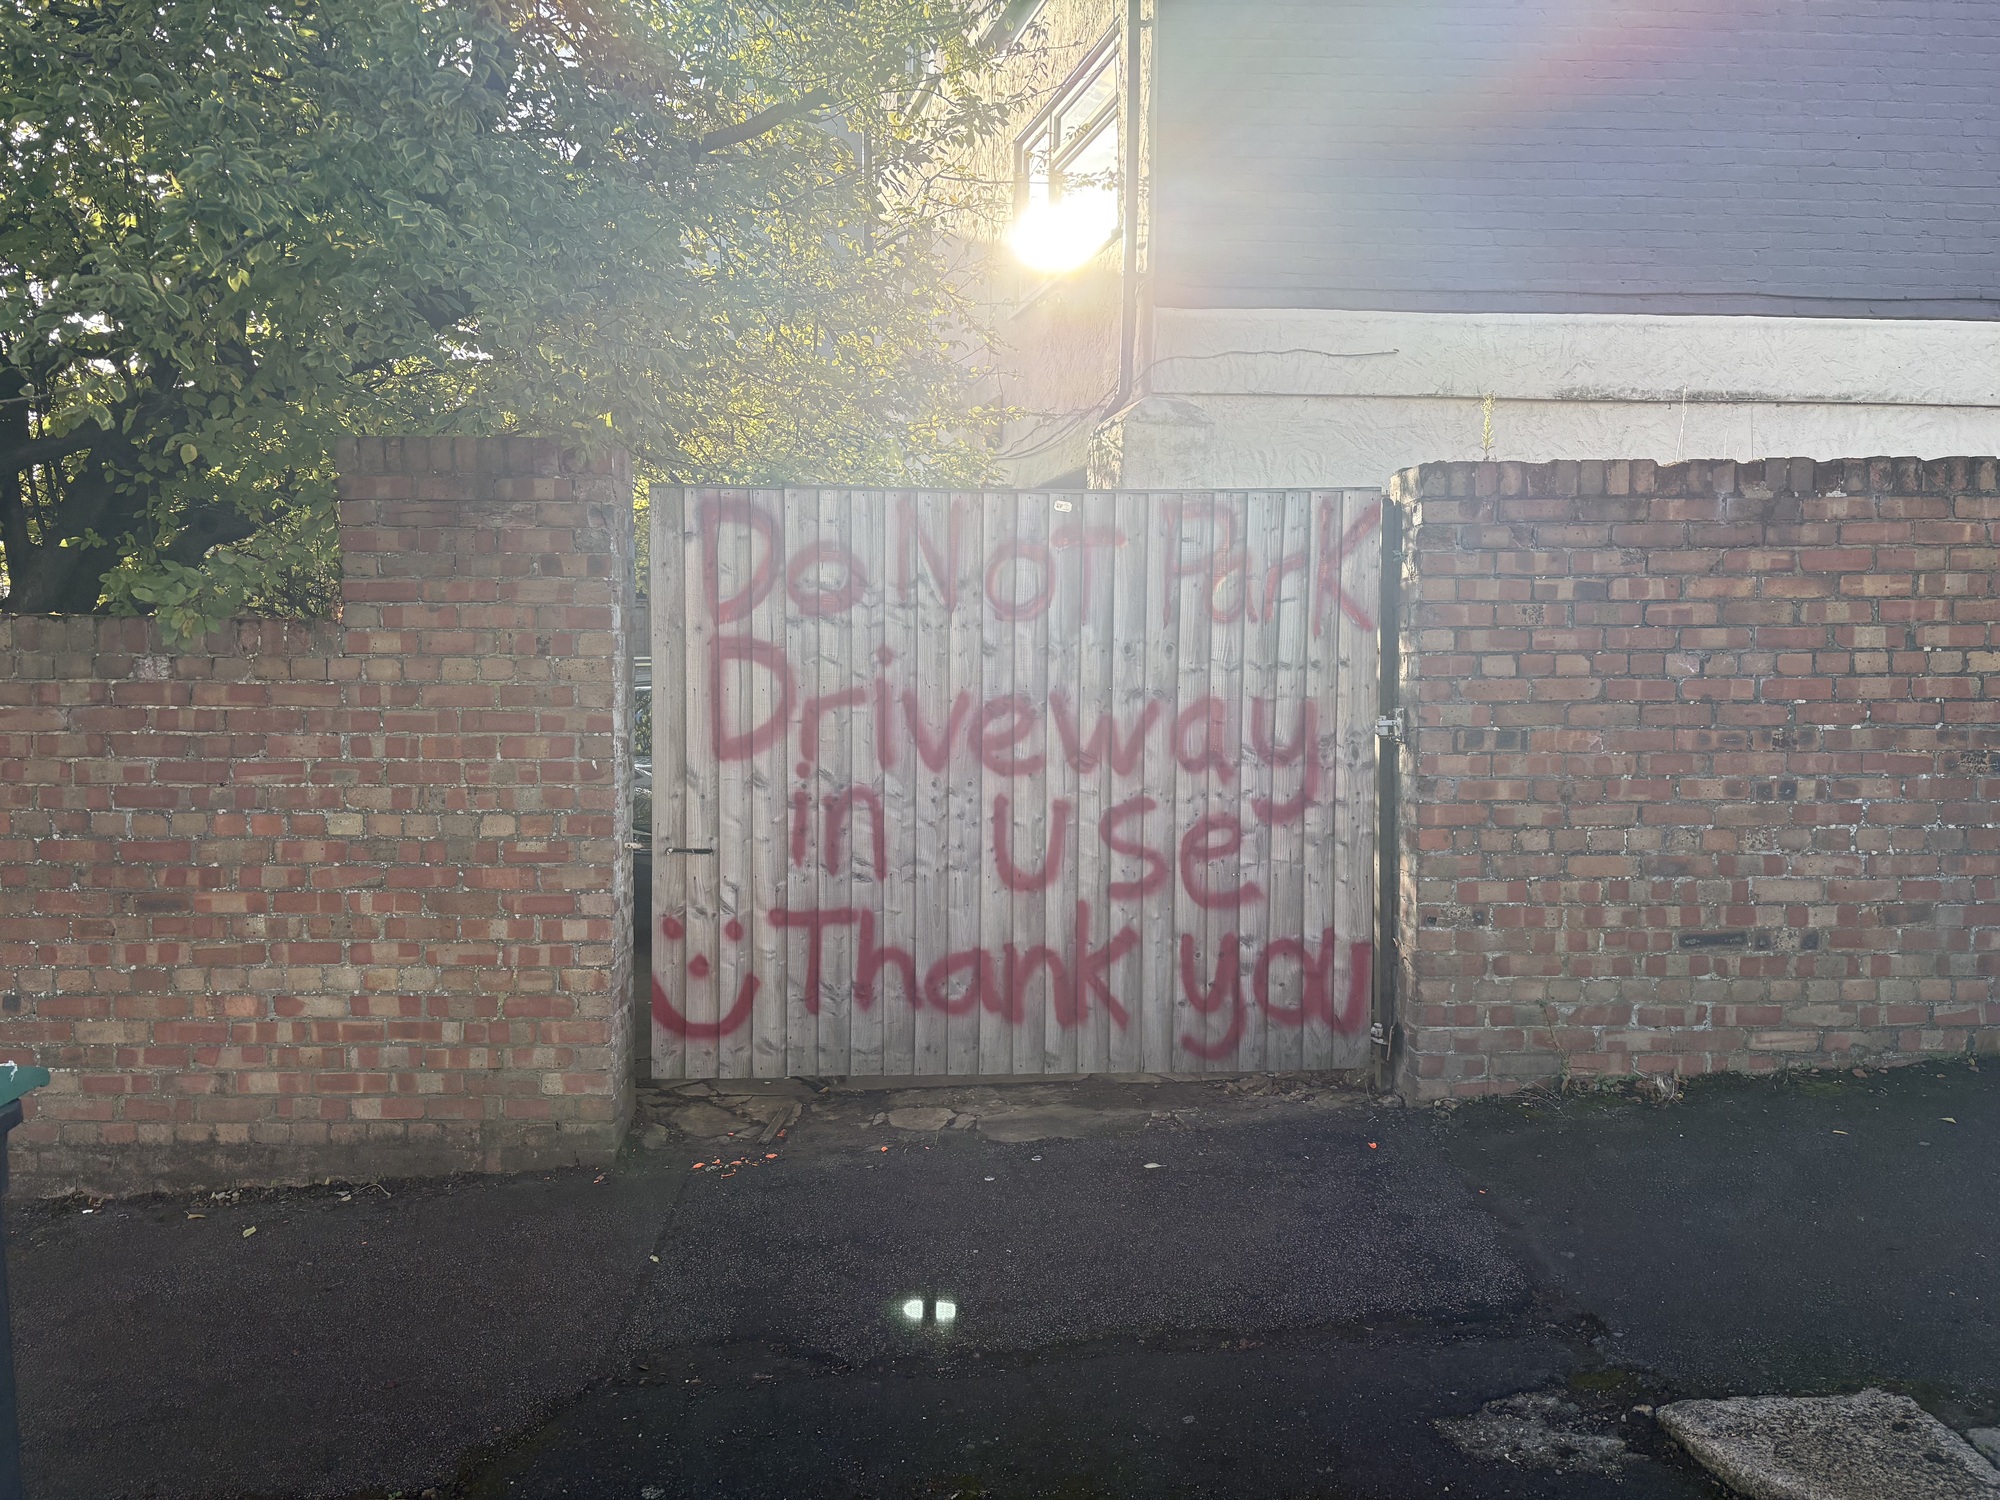 Do NOT Park
Driveway
in use
Thank you